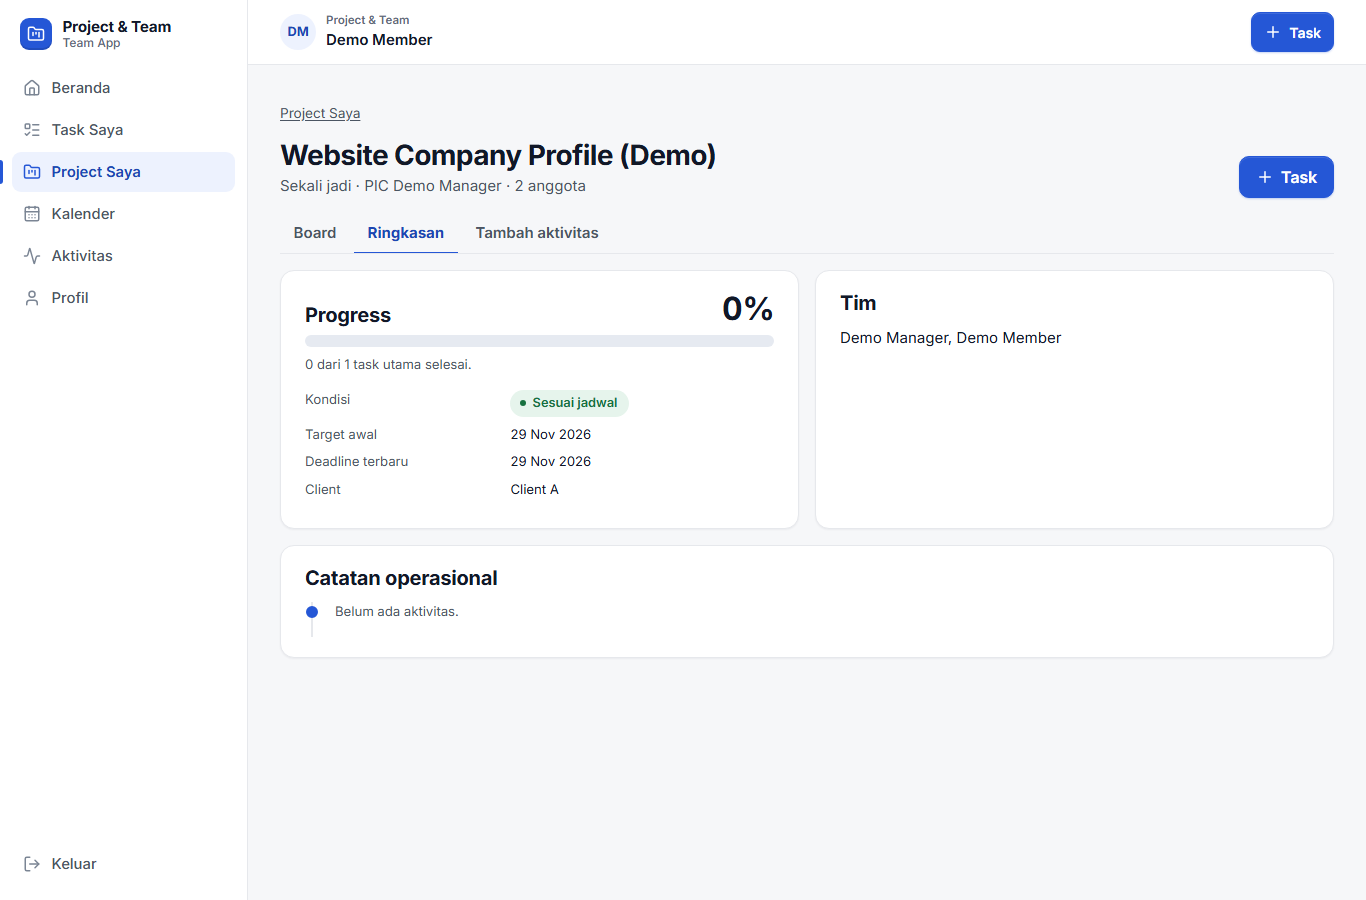 Project & Team
Team App
Beranda
Task Saya
Project Saya
Kalender
Aktivitas
Profil
Keluar
DM
Project & Team
Demo Member
+ Task
Project Saya
Website Company Profile (Demo)
Sekali jadi · PIC Demo Manager · 2 anggota
+ Task
Board
Ringkasan
Tambah aktivitas
Progress
0%
0 dari 1 task utama selesai.
Kondisi
Sesuai jadwal
Target awal
29 Nov 2026
Deadline terbaru
29 Nov 2026
Client
Client A
Tim
Demo Manager, Demo Member
Catatan operasional
Belum ada aktivitas.